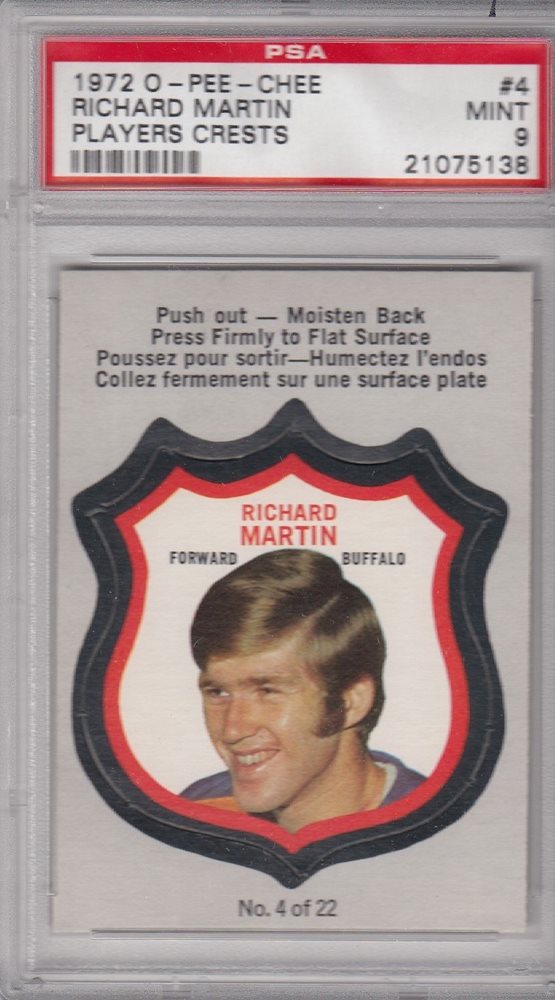 PSA
1972 O-PEE-CHEE #4
RICHARD MARTIN MINT
PLAYERS CRESTS 9
21075138
Push out — Moisten Back
Press Firmly to Flat Surface
Poussez pour sortir—Humectez l'endos
Collez fermement sur une surface plate
RICHARD
MARTIN
FORWARD BUFFALO
No. 4 of 22